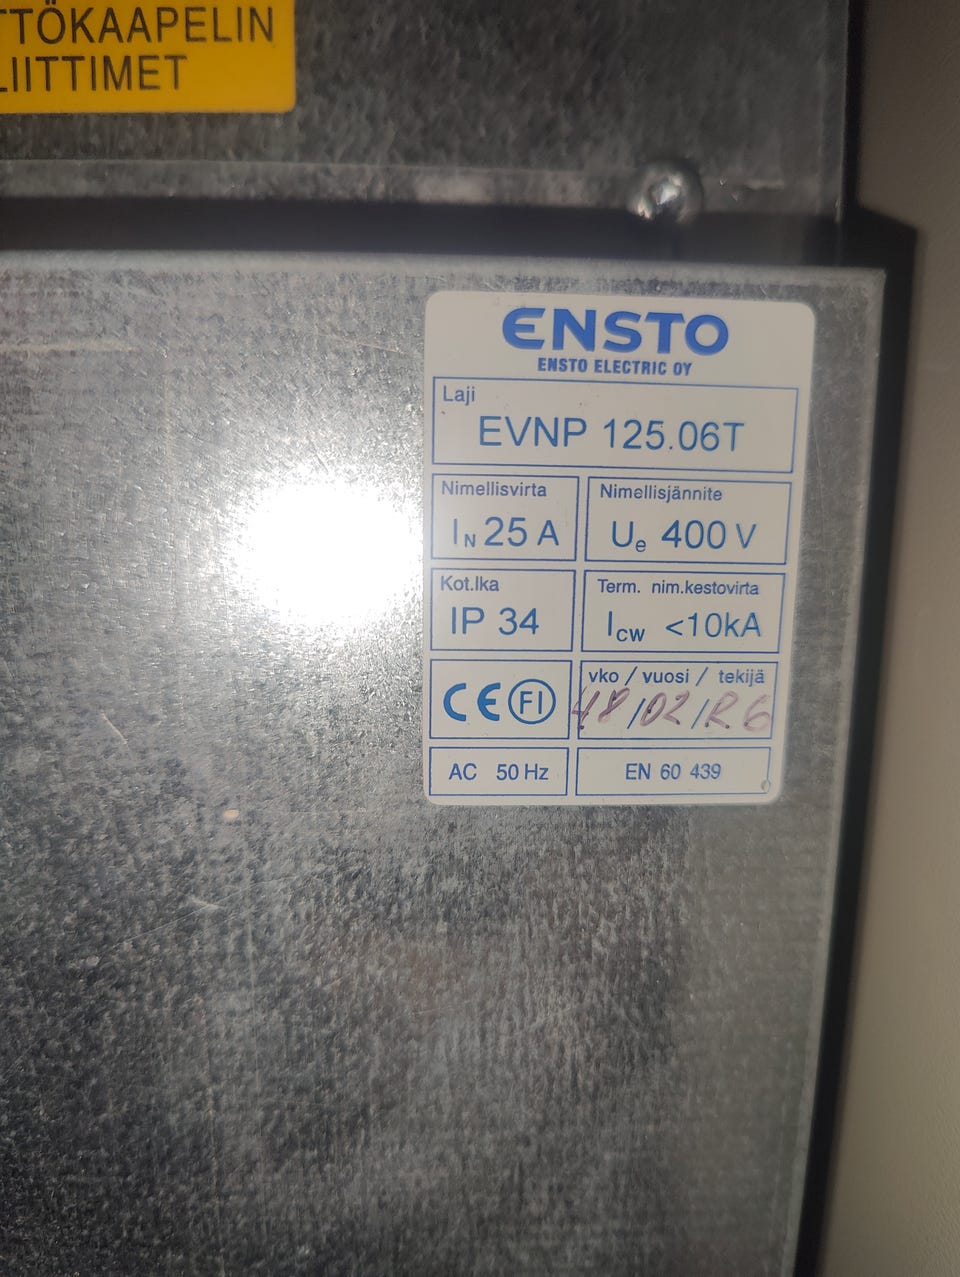 TTÖKAAPELIN
LIITTIMET
ENSTO
ENSTO ELECTRIC OY
Laji
EVNP 125.06T
Nimellisvirta
IN 25 A
Nimellisjännite
Ue 400 V
Kot.lka
IP 34
Term. nim.kestovirta
Icw <10kA
CE FI
vko / vuosi / tekijä
48/02/R6
AC 50 Hz
EN 60 439